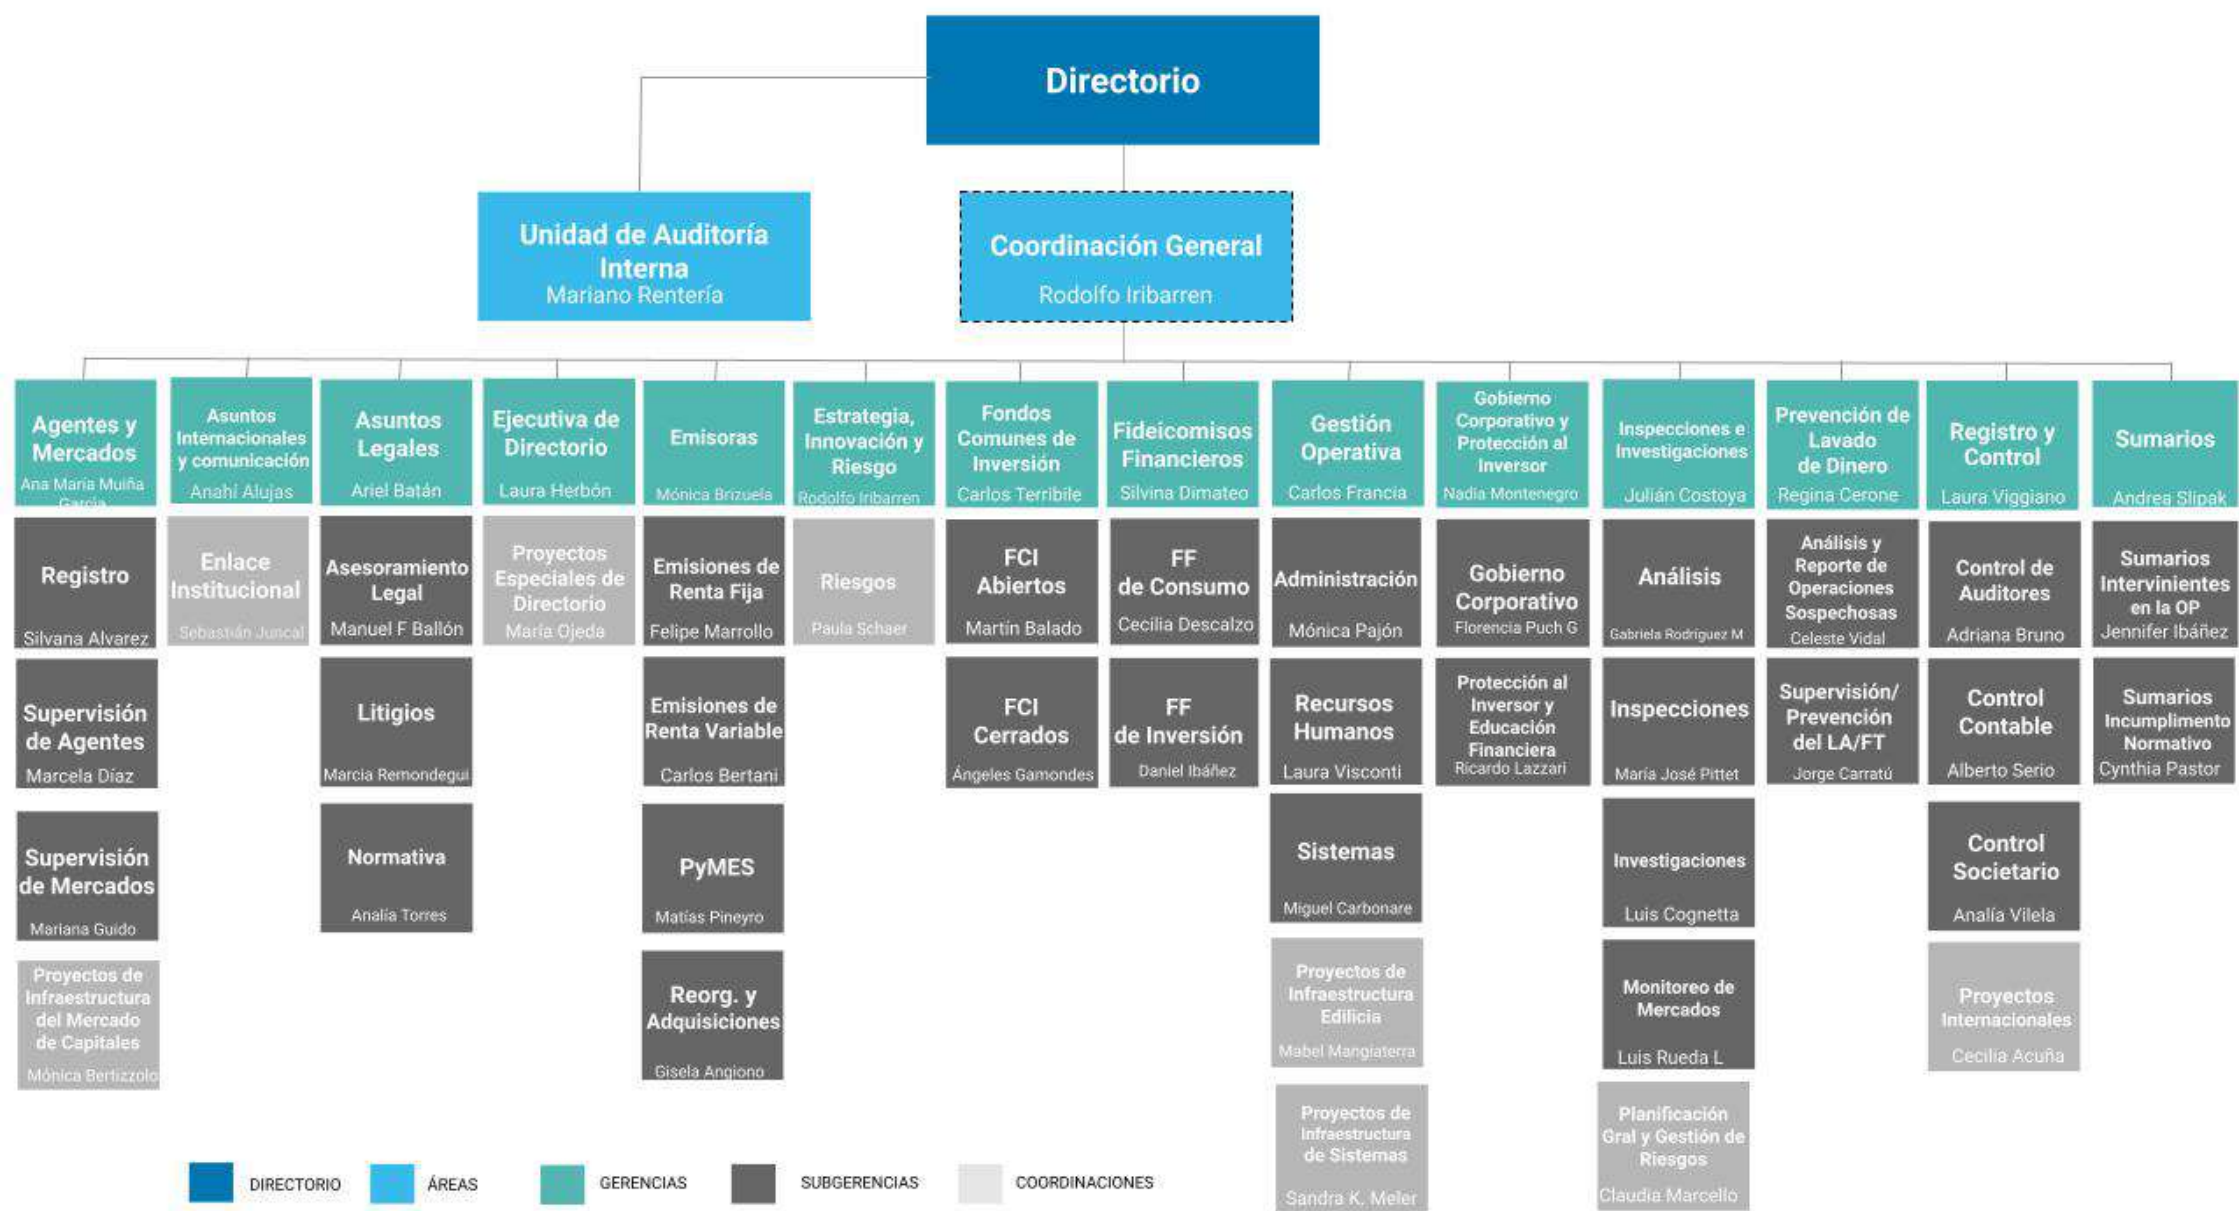 Directorio
Unidad de Auditoría
Interna
Mariano Rentería
Coordinación General
Rodolfo Iribarren
Agentes y
Mercados
Ana María Muiña
García
Registro
Silvana Alvarez
Supervisión
de Agentes
Marcela Díaz
Supervisión
de Mercados
Mariana Guido
Proyectos de
Infraestructura
del Mercado
de Capitales
Mónica Bertizzolo
Asuntos
Internacionales
y comunicación
Anahí Alujas
Enlace
Institucional
Sebastián Juncal
Asuntos
Legales
Ariel Batán
Asesoramiento
Legal
Manuel F Ballón
Litigios
Marcia Remondegui
Normativa
Analía Torres
Ejecutiva de
Directorio
Laura Herbón
Proyectos
Especiales de
Directorio
María Ojeda
Emisoras
Mónica Brizuela
Emisiones de
Renta Fija
Felipe Marrollo
Emisiones de
Renta Variable
Carlos Bertani
PyMES
Matías Pineyro
Reorg. y
Adquisiciones
Gisela Angiono
Estrategia,
Innovación y
Riesgo
Rodolfo Iribarren
Riesgos
Paula Schaer
Fondos
Comunes de
Inversión
Carlos Terribile
FCI
Abiertos
Martín Balado
FCI
Cerrados
Ángeles Gamondes
Fideicomisos
Financieros
Silvina Dimateo
FF
de Consumo
Cecilia Descalzo
FF
de Inversión
Daniel Ibáñez
Gestión
Operativa
Carlos Francia
Administración
Mónica Pajón
Recursos
Humanos
Laura Visconti
Sistemas
Miguel Carbonare
Proyectos de
Infraestructura
Edilicia
Mabel Mangiaterra
Proyectos de
Infraestructura
de Sistemas
Sandra K. Meler
Gobierno
Corporativo y
Protección al
Inversor
Nadia Montenegro
Gobierno
Corporativo
Florencia Puch G
Protección al
Inversor y
Educación
Financiera
Ricardo Lazzari
Inspecciones e
Investigaciones
Julián Costoya
Análisis
Gabriela Rodríguez M
Inspecciones
María José Pittet
Investigaciones
Luis Cognetta
Monitoreo de
Mercados
Luis Rueda L
Planificación
Gral y Gestión de
Riesgos
Claudia Marcello
Prevención de
Lavado
de Dinero
Regina Cerone
Análisis y
Reporte de
Operaciones
Sospechosas
Celeste Vidal
Supervisión/
Prevención
del LA/FT
Jorge Carratú
Registro y
Control
Laura Viggiano
Control de
Auditores
Adriana Bruno
Control
Contable
Alberto Serio
Control
Societario
Analía Vilela
Proyectos
Internacionales
Cecilia Acuña
Sumarios
Andrea Slipak
Sumarios
Intervinientes
en la OP
Jennifer Ibáñez
Sumarios
Incumplimento
Normativo
Cynthia Pastor
DIRECTORIO
ÁREAS
GERENCIAS
SUBGERENCIAS
COORDINACIONES